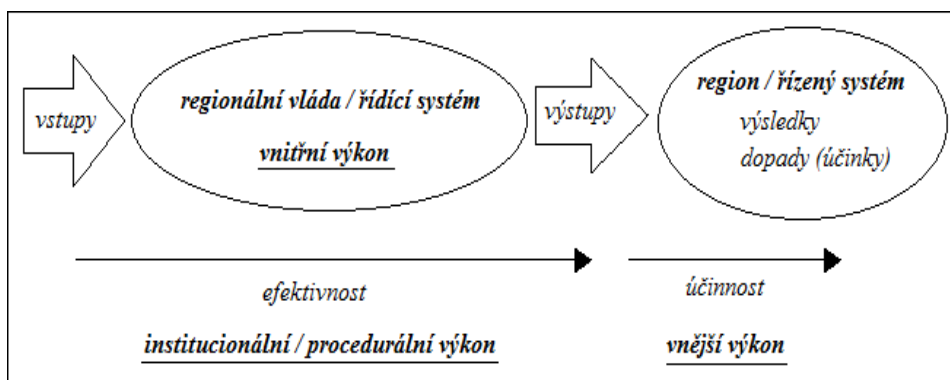 vstupy
regionální vláda / řídící systém
vnitřní výkon
výstupy
region / řízený systém
výsledky
dopady (účinky)
efektivnost
účinnost
institucionální / procedurální výkon
vnější výkon